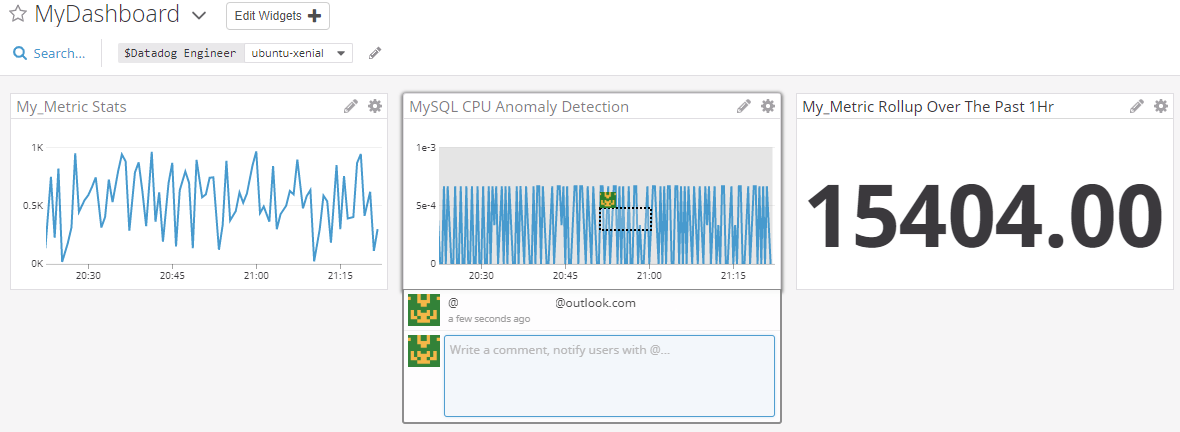 MyDashboard
Edit Widgets
Search...
$Datadog Engineer ubuntu-xenial
My_Metric Stats
1K
0.5K
0K
20:30 20:45 21:00 21:15
MySQL CPU Anomaly Detection
1e-3
5e-4
0
20:30 20:45 21:00 21:15
@ @outlook.com
a few seconds ago
Write a comment, notify users with @...
My_Metric Rollup Over The Past 1Hr
15404.00